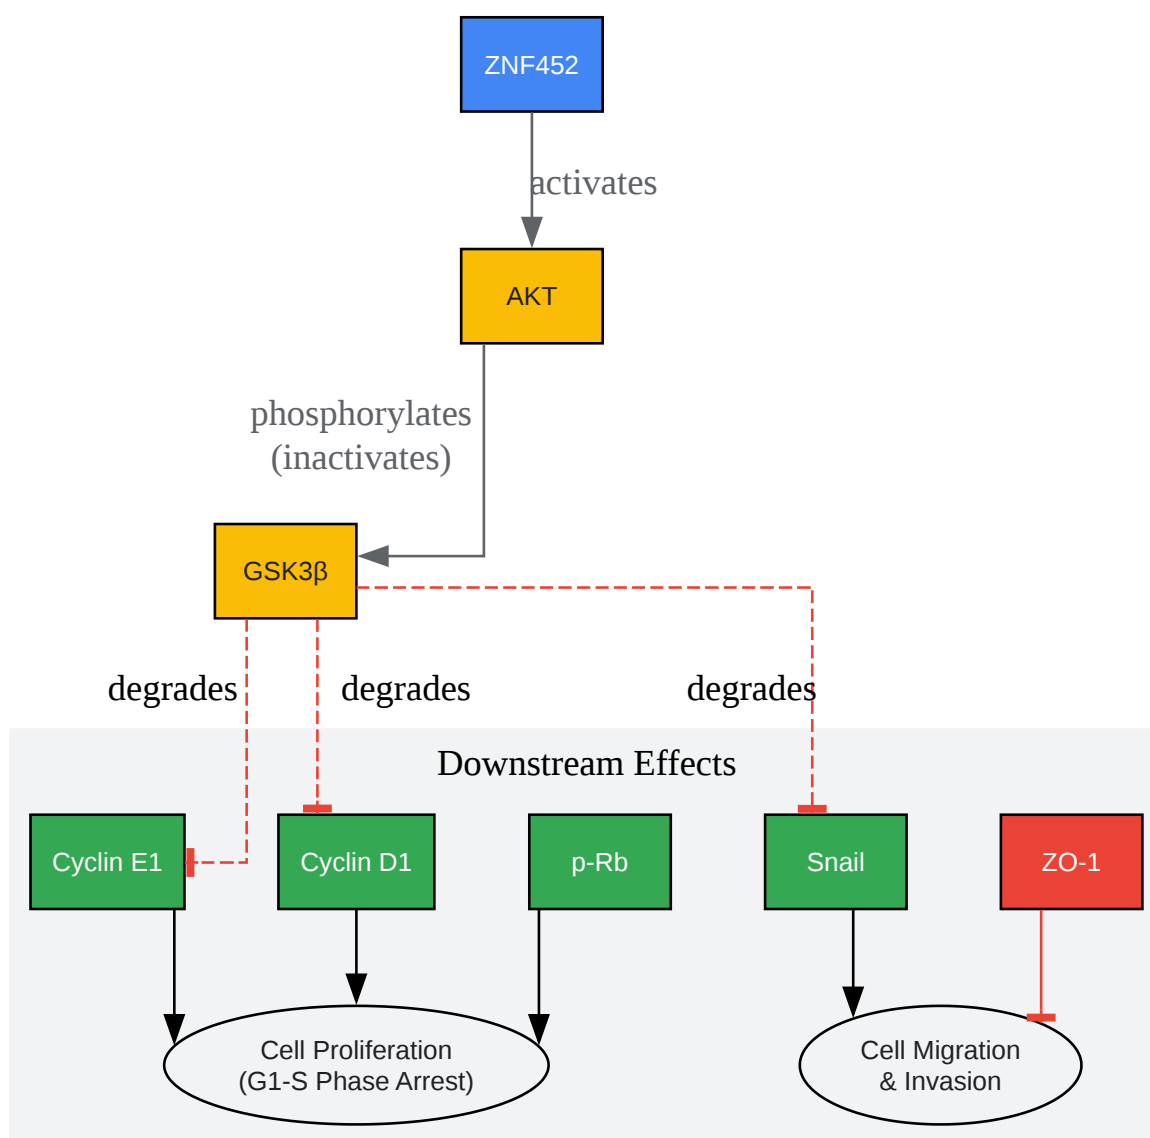 ZNF452
activates
AKT
phosphorylates
(inactivates)
GSK3β
degrades
degrades
degrades
Downstream Effects
Cyclin E1
Cyclin D1
p-Rb
Snail
ZO-1
Cell Proliferation
(G1-S Phase Arrest)
Cell Migration
& Invasion